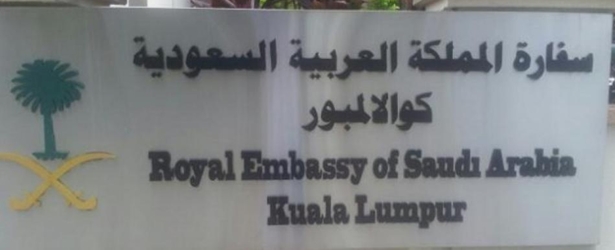 سفارة المملكة العربية السعودية
كوالالمبور
Royal Embassy of Saudi Arabia
Kuala Lumpur